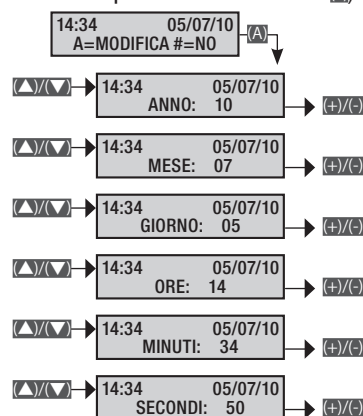 14:34 05/07/10
A=MODIFICA #=NO (A)
(▲)/(▼) 14:34 05/07/10
ANNO: 10 (+)/(-)
(▲)/(▼) 14:34 05/07/10
MESE: 07 (+)/(-)
(▲)/(▼) 14:34 05/07/10
GIORNO: 05 (+)/(-)
(▲)/(▼) 14:34 05/07/10
ORE: 14 (+)/(-)
(▲)/(▼) 14:34 05/07/10
MINUTI: 34 (+)/(-)
(▲)/(▼) 14:34 05/07/10
SECONDI: 50 (+)/(-)